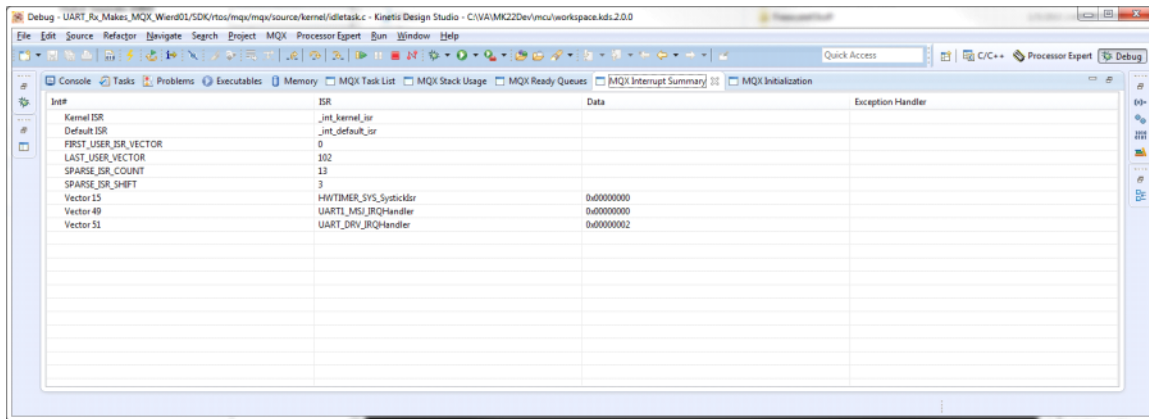 Debug - UART_Rx_Makes_MQX_Wierd01/SDK/rtos/mqx/mqx/source/kernel/idletask.c - Kinetis Design Studio - C:\VA\MK22Dev\mcu\workspace.kds.2.0.0
File Edit Source Refactor Navigate Search Project MQX Processor Expert Run Window Help
Quick Access C/C++ Processor Expert Debug
Console Tasks Problems Executables Memory MQX Task List MQX Stack Usage MQX Ready Queues MQX Interrupt Summary MQX Initialization
Int# ISR Data Exception Handler
Kernel ISR _int_kernel_isr
Default ISR _int_default_isr
FIRST_USER_ISR_VECTOR 0
LAST_USER_VECTOR 102
SPARSE_ISR_COUNT 13
SPARSE_ISR_SHIFT 3
Vector 15 HWTIMER_SYS_SystickIsr 0x00000000
Vector 49 UART1_MSJ_IRQHandler 0x00000000
Vector 51 UART_DRV_IRQHandler 0x00000002